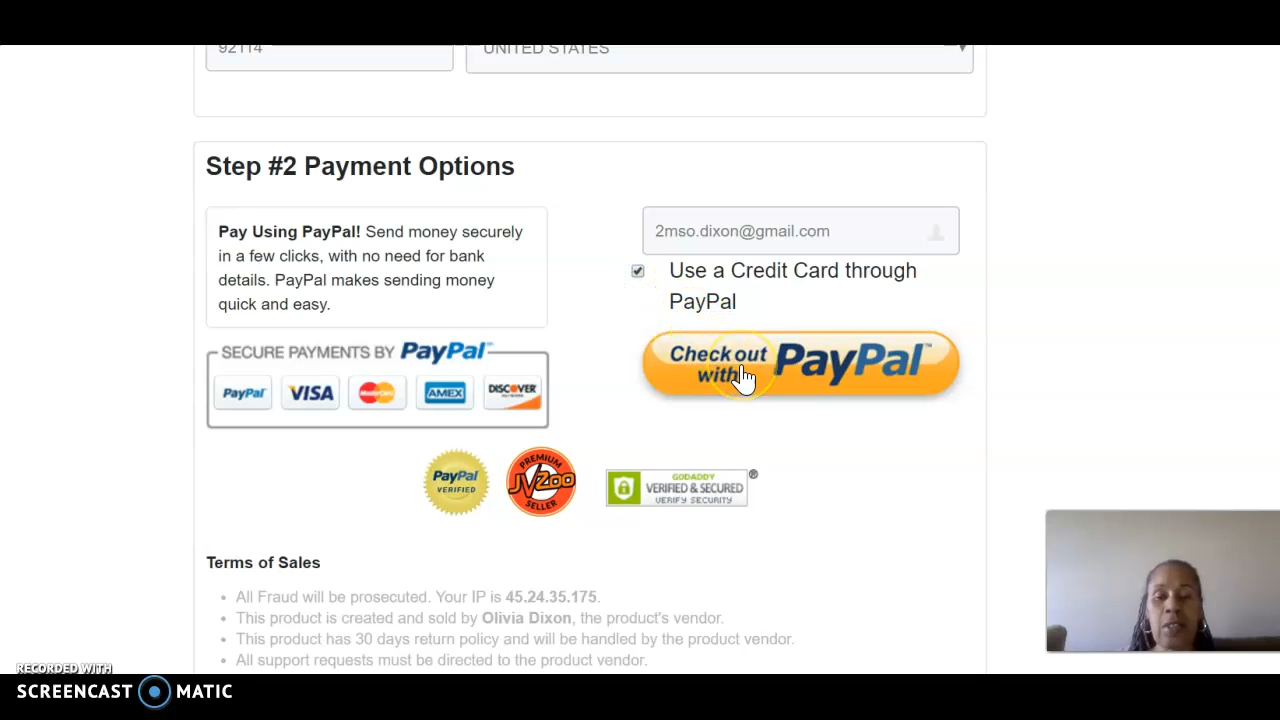 92114
UNITED STATES
Step #2 Payment Options
Pay Using PayPal! Send money securely
in a few clicks, with no need for bank
details. PayPal makes sending money
quick and easy.
2mso.dixon@gmail.com
Use a Credit Card through
PayPal
Check out
with PayPal™
SECURE PAYMENTS BY PayPal™
PayPal VISA MasterCard AMEX DISCOVER
PayPal
VERIFIED
PREMIUM
JVZoo
SELLER
GODADDY
VERIFIED & SECURED
VERIFY SECURITY
®
Terms of Sales
• All Fraud will be prosecuted. Your IP is 45.24.35.175.
• This product is created and sold by Olivia Dixon, the product's vendor.
• This product has 30 days return policy and will be handled by the product vendor.
• All support requests must be directed to the product vendor.
RECORDED WITH
SCREENCAST MATIC